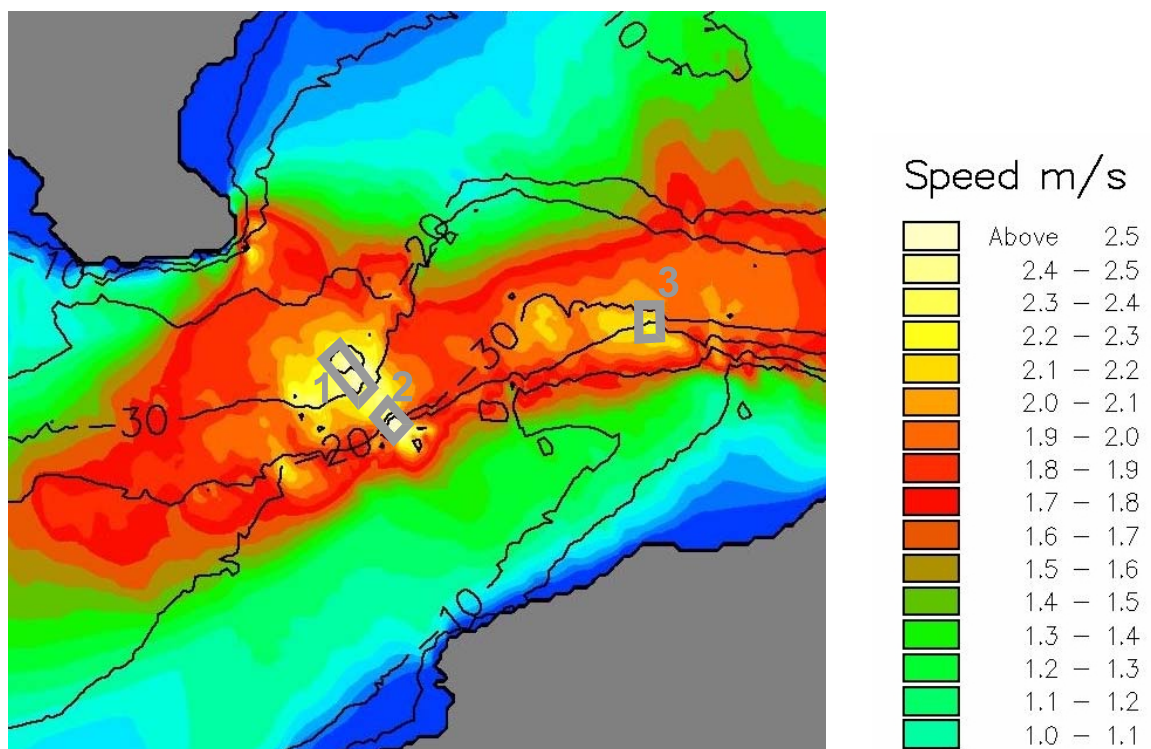 -10
-20
-10
3
-30
1
2
-30
-20
-10
Speed m/s
Above 2.5
2.4 - 2.5
2.3 - 2.4
2.2 - 2.3
2.1 - 2.2
2.0 - 2.1
1.9 - 2.0
1.8 - 1.9
1.7 - 1.8
1.6 - 1.7
1.5 - 1.6
1.4 - 1.5
1.3 - 1.4
1.2 - 1.3
1.1 - 1.2
1.0 - 1.1